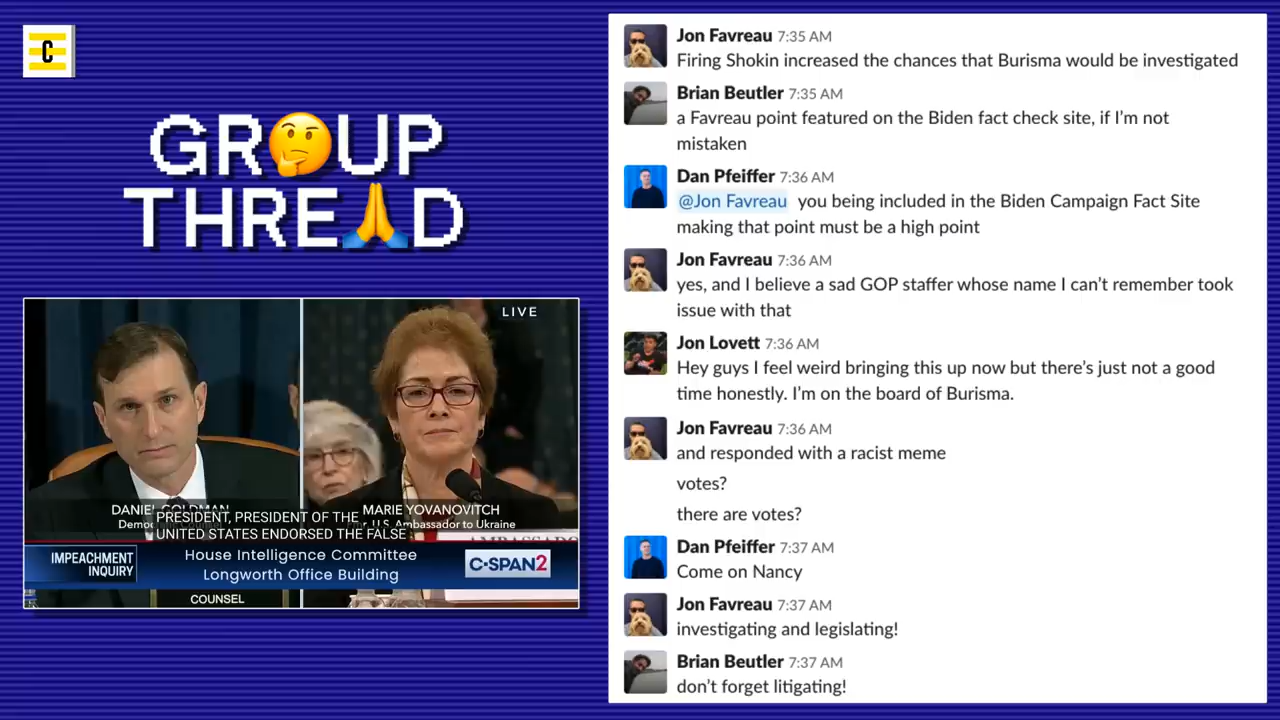 C
GR🤔UP
THRE🙏D
LIVE
DANIEL GOLDMAN
MARIE YOVANOVITCH
U.S. Ambassador to Ukraine
PRESIDENT, PRESIDENT OF THE
UNITED STATES ENDORSED THE FALSE
IMPEACHMENT
INQUIRY
House Intelligence Committee
Longworth Office Building
C-SPAN2
COUNSEL
Jon Favreau 7:35 AM
Firing Shokin increased the chances that Burisma would be investigated
Brian Beutler 7:35 AM
a Favreau point featured on the Biden fact check site, if I'm not
mistaken
Dan Pfeiffer 7:36 AM
@Jon Favreau you being included in the Biden Campaign Fact Site
making that point must be a high point
Jon Favreau 7:36 AM
yes, and I believe a sad GOP staffer whose name I can't remember took
issue with that
Jon Lovett 7:36 AM
Hey guys I feel weird bringing this up now but there's just not a good
time honestly. I'm on the board of Burisma.
Jon Favreau 7:36 AM
and responded with a racist meme
votes?
there are votes?
Dan Pfeiffer 7:37 AM
Come on Nancy
Jon Favreau 7:37 AM
investigating and legislating!
Brian Beutler 7:37 AM
don't forget litigating!